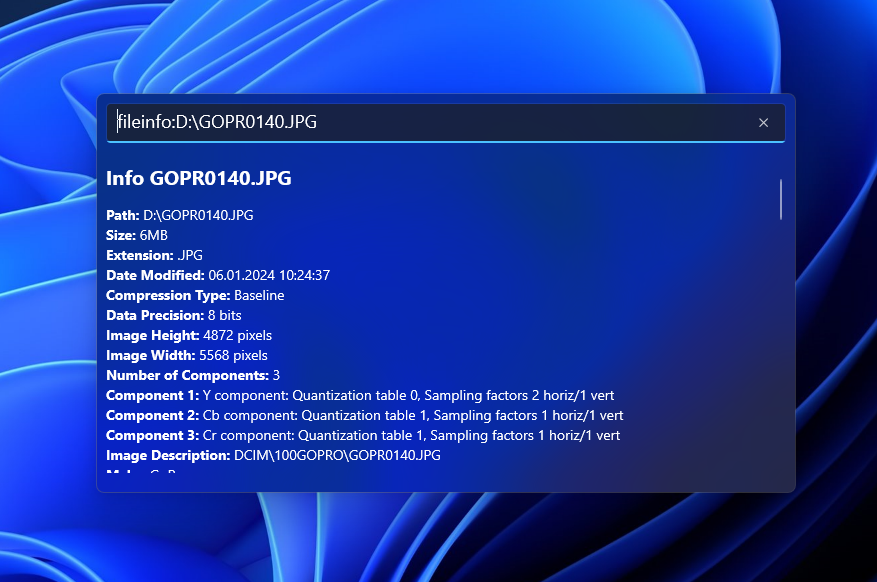 fileinfo:D:\GOPR0140.JPG
Info GOPR0140.JPG
Path: D:\GOPR0140.JPG
Size: 6MB
Extension: .JPG
Date Modified: 06.01.2024 10:24:37
Compression Type: Baseline
Data Precision: 8 bits
Image Height: 4872 pixels
Image Width: 5568 pixels
Number of Components: 3
Component 1: Y component: Quantization table 0, Sampling factors 2 horiz/1 vert
Component 2: Cb component: Quantization table 1, Sampling factors 1 horiz/1 vert
Component 3: Cr component: Quantization table 1, Sampling factors 1 horiz/1 vert
Image Description: DCIM\100GOPRO\GOPR0140.JPG